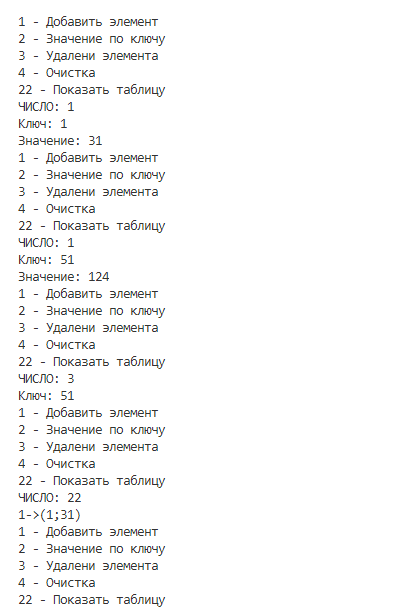 1 - Добавить элемент
2 - Значение по ключу
3 - Удалени элемента
4 - Очистка
22 - Показать таблицу
ЧИСЛО: 1
Ключ: 1
Значение: 31
1 - Добавить элемент
2 - Значение по ключу
3 - Удалени элемента
4 - Очистка
22 - Показать таблицу
ЧИСЛО: 1
Ключ: 51
Значение: 124
1 - Добавить элемент
2 - Значение по ключу
3 - Удалени элемента
4 - Очистка
22 - Показать таблицу
ЧИСЛО: 3
Ключ: 51
1 - Добавить элемент
2 - Значение по ключу
3 - Удалени элемента
4 - Очистка
22 - Показать таблицу
ЧИСЛО: 22
1->(1;31)
1 - Добавить элемент
2 - Значение по ключу
3 - Удалени элемента
4 - Очистка
22 - Показать таблицу